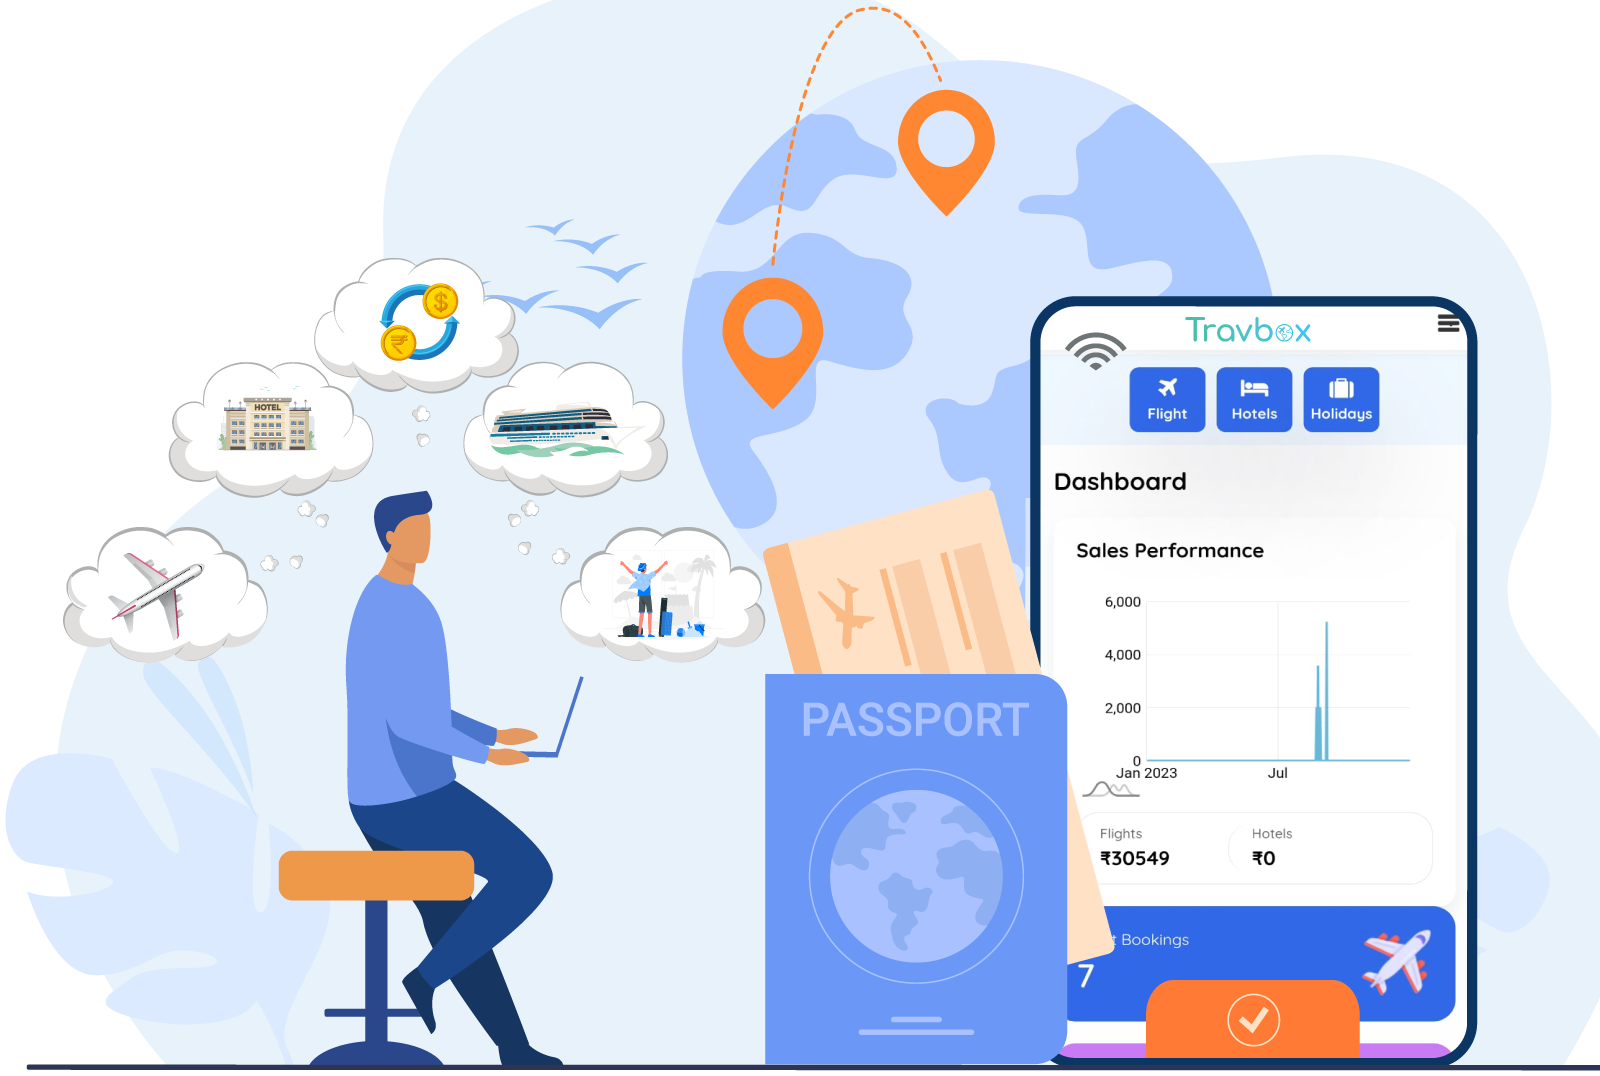 Travbox
Flight
Hotels
Holidays
Dashboard
Sales Performance
6,000
4,000
2,000
0
Jan 2023
Jul
Flights
Hotels
₹30549
₹0
t Bookings
7
HOTEL
$
₹
PASSPORT